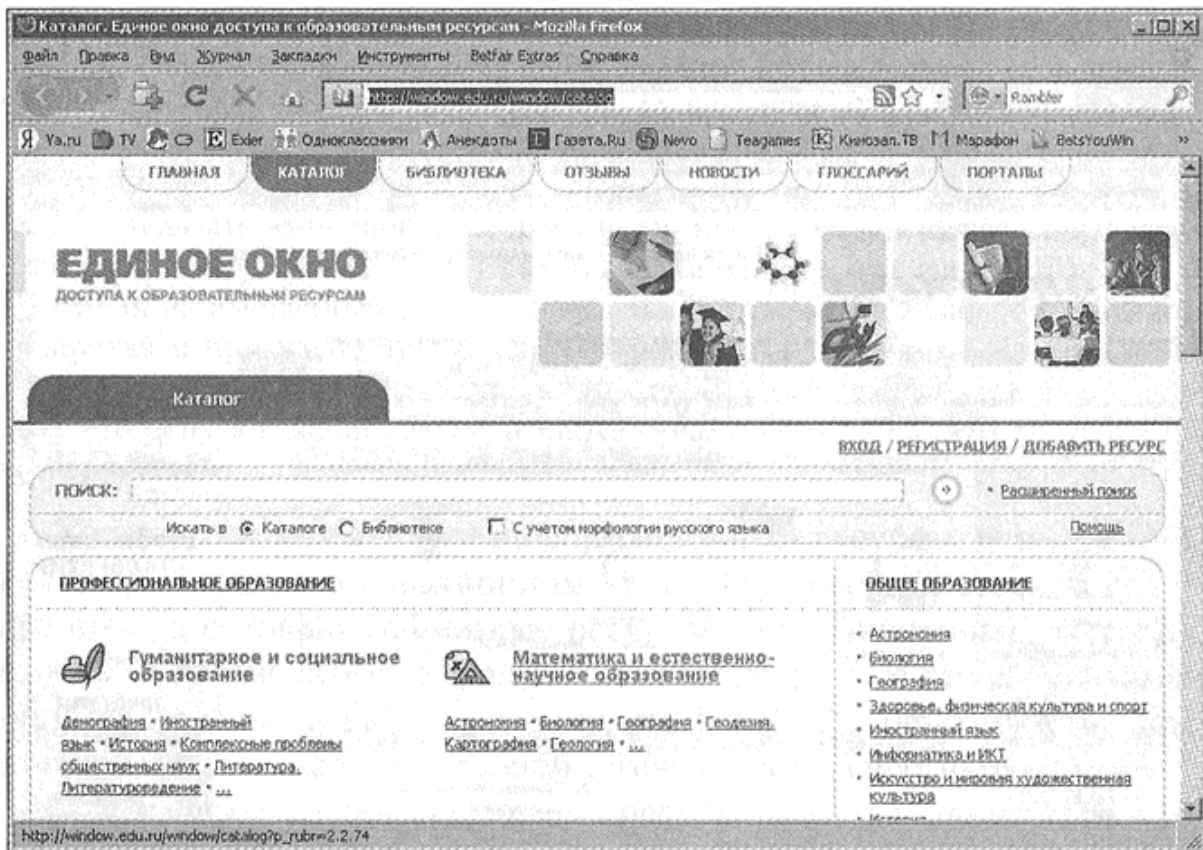 Каталог. Единое окно доступа к образовательным ресурсам - Mozilla Firefox
Файл Правка Вид Журнал Закладки Инструменты Betfair Extras Справка
http://window.edu.ru/window/catalog Rambler
Ya.ru TV Exler Одноклассники Анекдоты Газета.Ru Novo Teagames Кинозал.ТВ Марафон BetsYouWin »
ГЛАВНАЯ КАТАЛОГ БИБЛИОТЕКА ОТЗЫВЫ НОВОСТИ ГЛОССАРИЙ ПОРТАЛЫ
ЕДИНОЕ ОКНО
ДОСТУПА К ОБРАЗОВАТЕЛЬНЫМ РЕСУРСАМ
Каталог
ВХОД / РЕГИСТРАЦИЯ / ДОБАВИТЬ РЕСУРС
ПОИСК: • Расширенный поиск
Искать в Каталоге Библиотеке С учетом морфологии русского языка Помощь
ПРОФЕССИОНАЛЬНОЕ ОБРАЗОВАНИЕ
Гуманитарное и социальное
образование
Демография • Иностранный
язык • История • Комплексные проблемы
общественных наук • Литература.
Литературоведение • ...
Математика и естественно-
научное образование
Астрономия • Биология • География • Геодезия.
Картография • Геология • ...
ОБЩЕЕ ОБРАЗОВАНИЕ
• Астрономия
• Биология
• География
• Здоровье, физическая культура и спорт
• Иностранный язык
• Информатика и ИКТ
• Искусство и мировая художественная
культура
• История
http://window.edu.ru/window/catalog?p_rubr=2.2.74